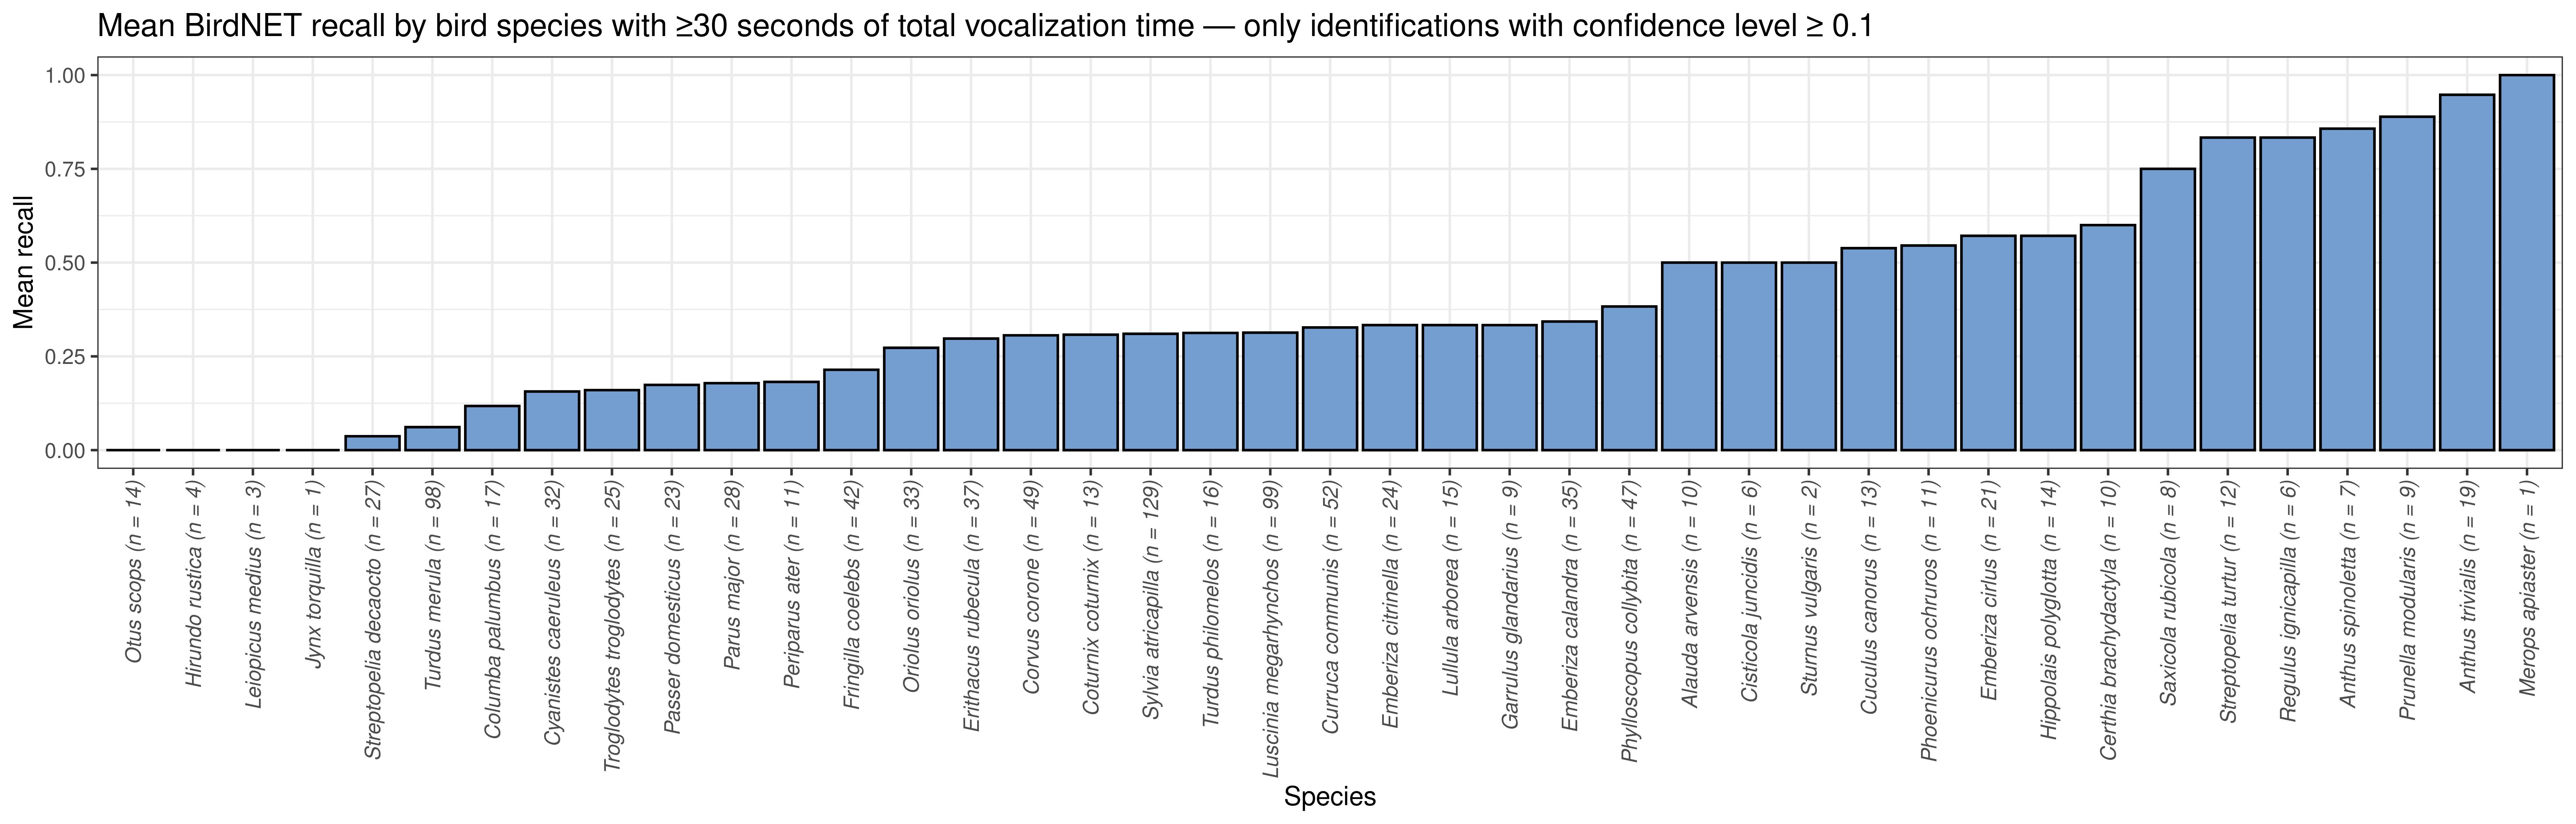 Mean BirdNET recall by bird species with ≥30 seconds of total vocalization time — only identifications with confidence level ≥ 0.1
Mean recall
1.00
0.75
0.50
0.25
0.00
Otus scops (n = 14)
Hirundo rustica (n = 4)
Leiopicus medius (n = 3)
Jynx torquilla (n = 1)
Streptopelia decaocto (n = 27)
Turdus merula (n = 98)
Columba palumbus (n = 17)
Cyanistes caeruleus (n = 32)
Troglodytes troglodytes (n = 25)
Passer domesticus (n = 23)
Parus major (n = 28)
Periparus ater (n = 11)
Fringilla coelebs (n = 42)
Oriolus oriolus (n = 33)
Erithacus rubecula (n = 37)
Corvus corone (n = 49)
Coturnix coturnix (n = 13)
Sylvia atricapilla (n = 129)
Turdus philomelos (n = 16)
Luscinia megarhynchos (n = 99)
Curruca communis (n = 52)
Emberiza citrinella (n = 24)
Lullula arborea (n = 15)
Garrulus glandarius (n = 9)
Emberiza calandra (n = 35)
Phylloscopus collybita (n = 47)
Alauda arvensis (n = 10)
Cisticola juncidis (n = 6)
Sturnus vulgaris (n = 2)
Cuculus canorus (n = 13)
Phoenicurus ochruros (n = 11)
Emberiza cirlus (n = 21)
Hippolais polyglotta (n = 14)
Certhia brachydactyla (n = 10)
Saxicola rubicola (n = 8)
Streptopelia turtur (n = 12)
Regulus ignicapilla (n = 6)
Anthus spinoletta (n = 7)
Prunella modularis (n = 9)
Anthus trivialis (n = 19)
Merops apiaster (n = 1)
Species